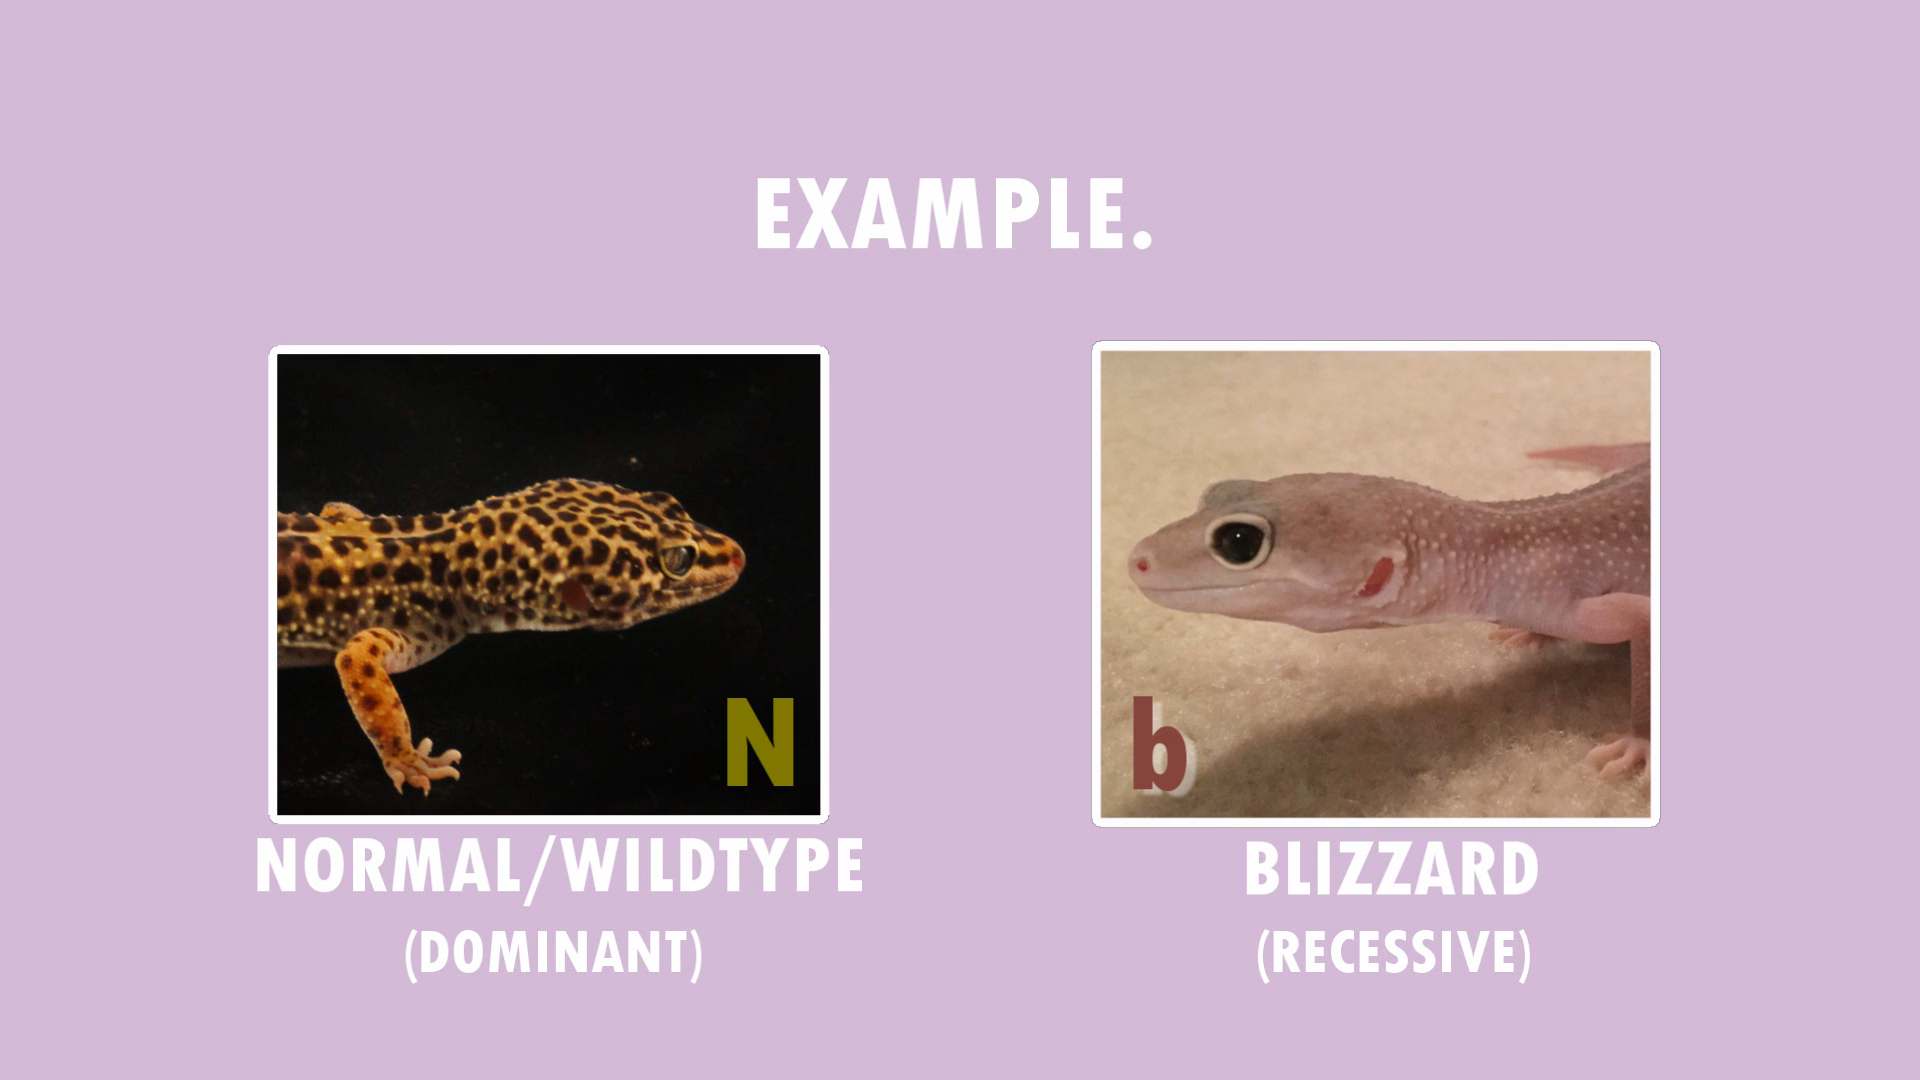 EXAMPLE.
N
b
NORMAL/WILDTYPE
(DOMINANT)
BLIZZARD
(RECESSIVE)